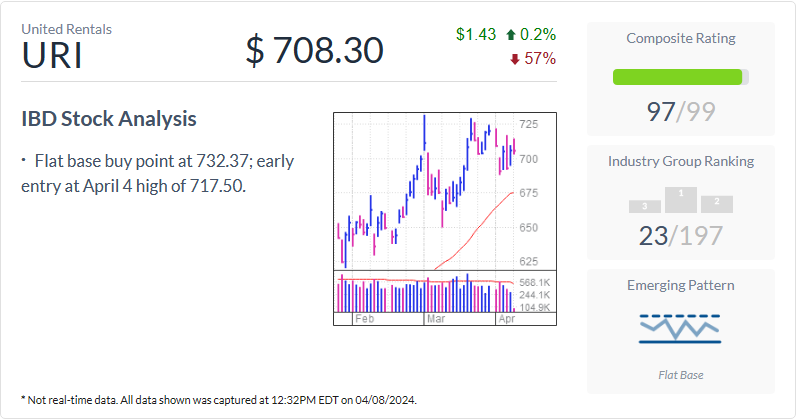 United Rentals
URI
$ 708.30
$1.43 0.2%
57%
IBD Stock Analysis
· Flat base buy point at 732.37; early
entry at April 4 high of 717.50.
725
700
675
650
625
568.1K
244.1K
104.9K
Feb Mar Apr
Composite Rating
97/99
Industry Group Ranking
3 1 2
23/197
Emerging Pattern
Flat Base
* Not real-time data. All data shown was captured at 12:32PM EDT on 04/08/2024.